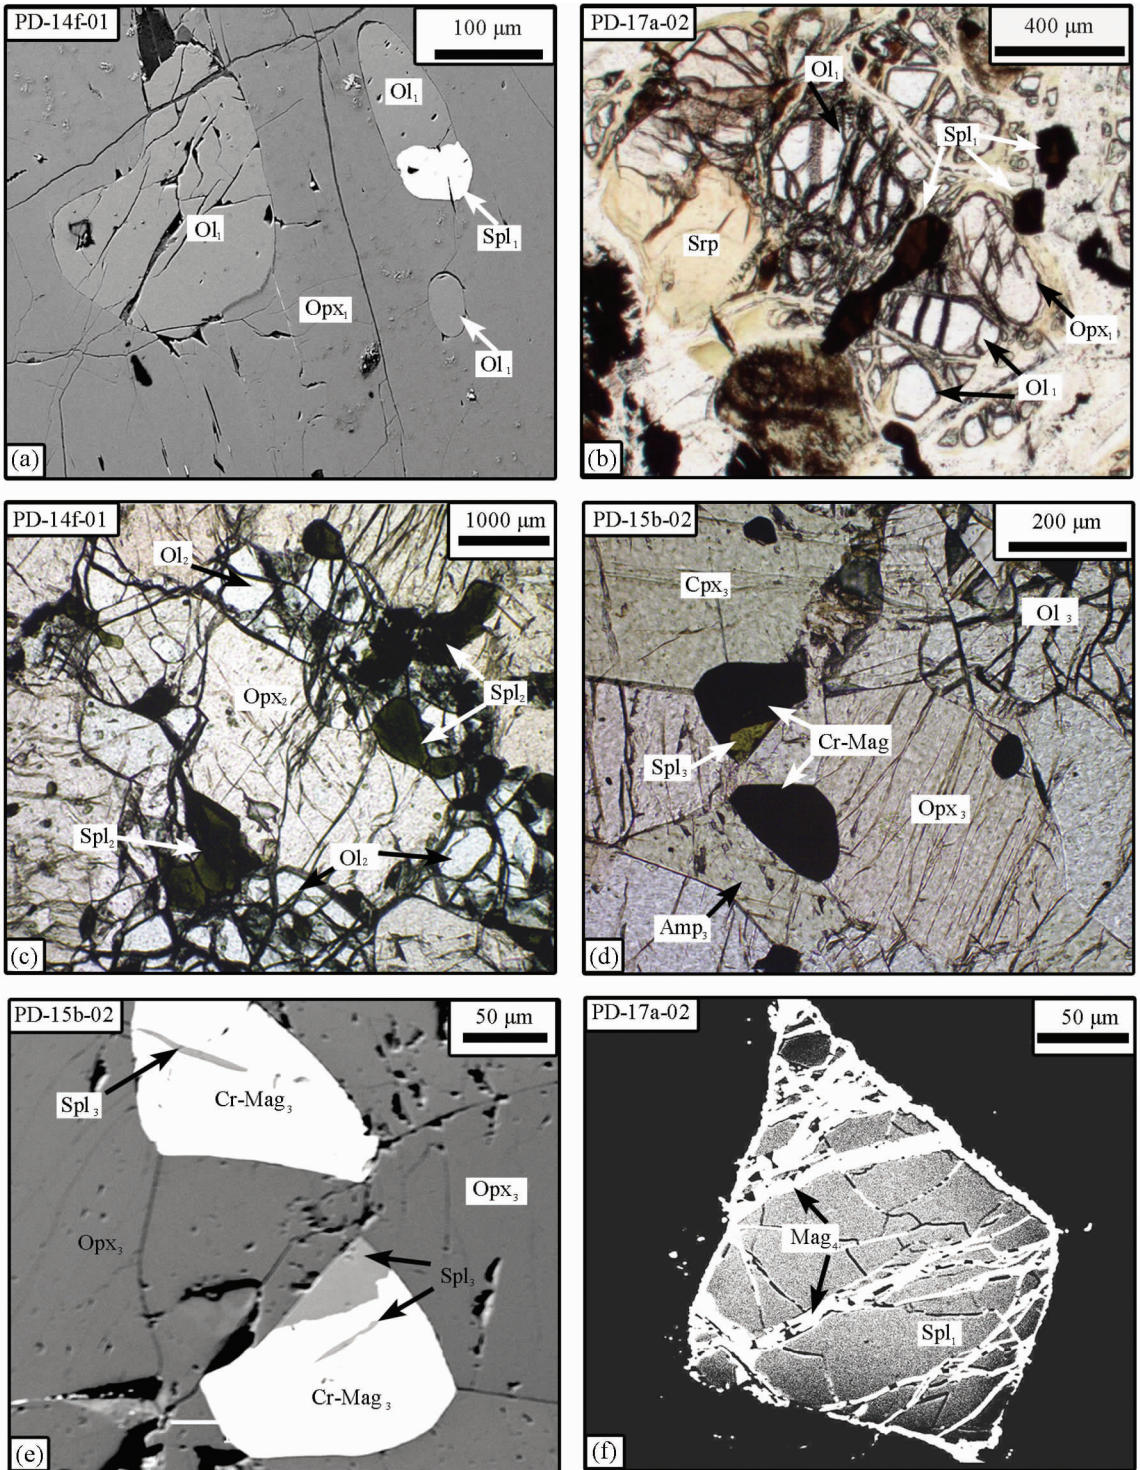 PD-14f-01
100 μm
Ol₁
Ol₁
Spl₁
Opx₁
Ol₁
(a)
PD-17a-02
400 μm
Ol₁
Spl₁
Srp
Opx₁
Ol₁
(b)
PD-14f-01
1000 μm
Ol₂
Opx₂
Spl₂
Spl₂
Ol₂
(c)
PD-15b-02
200 μm
Cpx₃
Ol₃
Cr-Mag
Spl₃
Opx₃
Amp₃
(d)
PD-15b-02
50 μm
Spl₃
Cr-Mag₃
Opx₃
Opx₃
Spl₃
Cr-Mag₃
(e)
PD-17a-02
50 μm
Mag₄
Spl₁
(f)